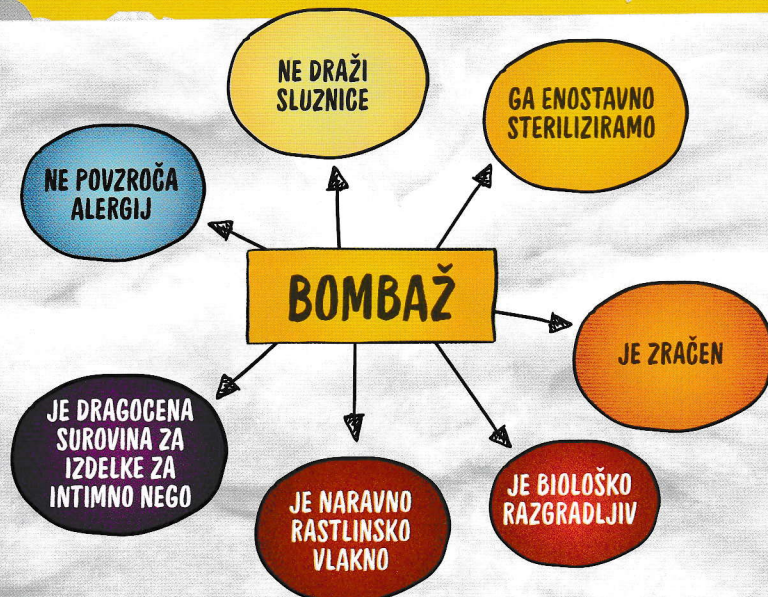 NE DRAŽI
SLUZNICE
GA ENOSTAVNO
STERILIZIRAMO
NE POVZROČA
ALERGIJ
BOMBAŽ
JE ZRAČEN
JE DRAGOCENA
SUROVINA ZA
IZDELKE ZA
INTIMNO NEGO
JE NARAVNO
RASTLINSKO
VLAKNO
JE BIOLOŠKO
RAZGRADLJIV